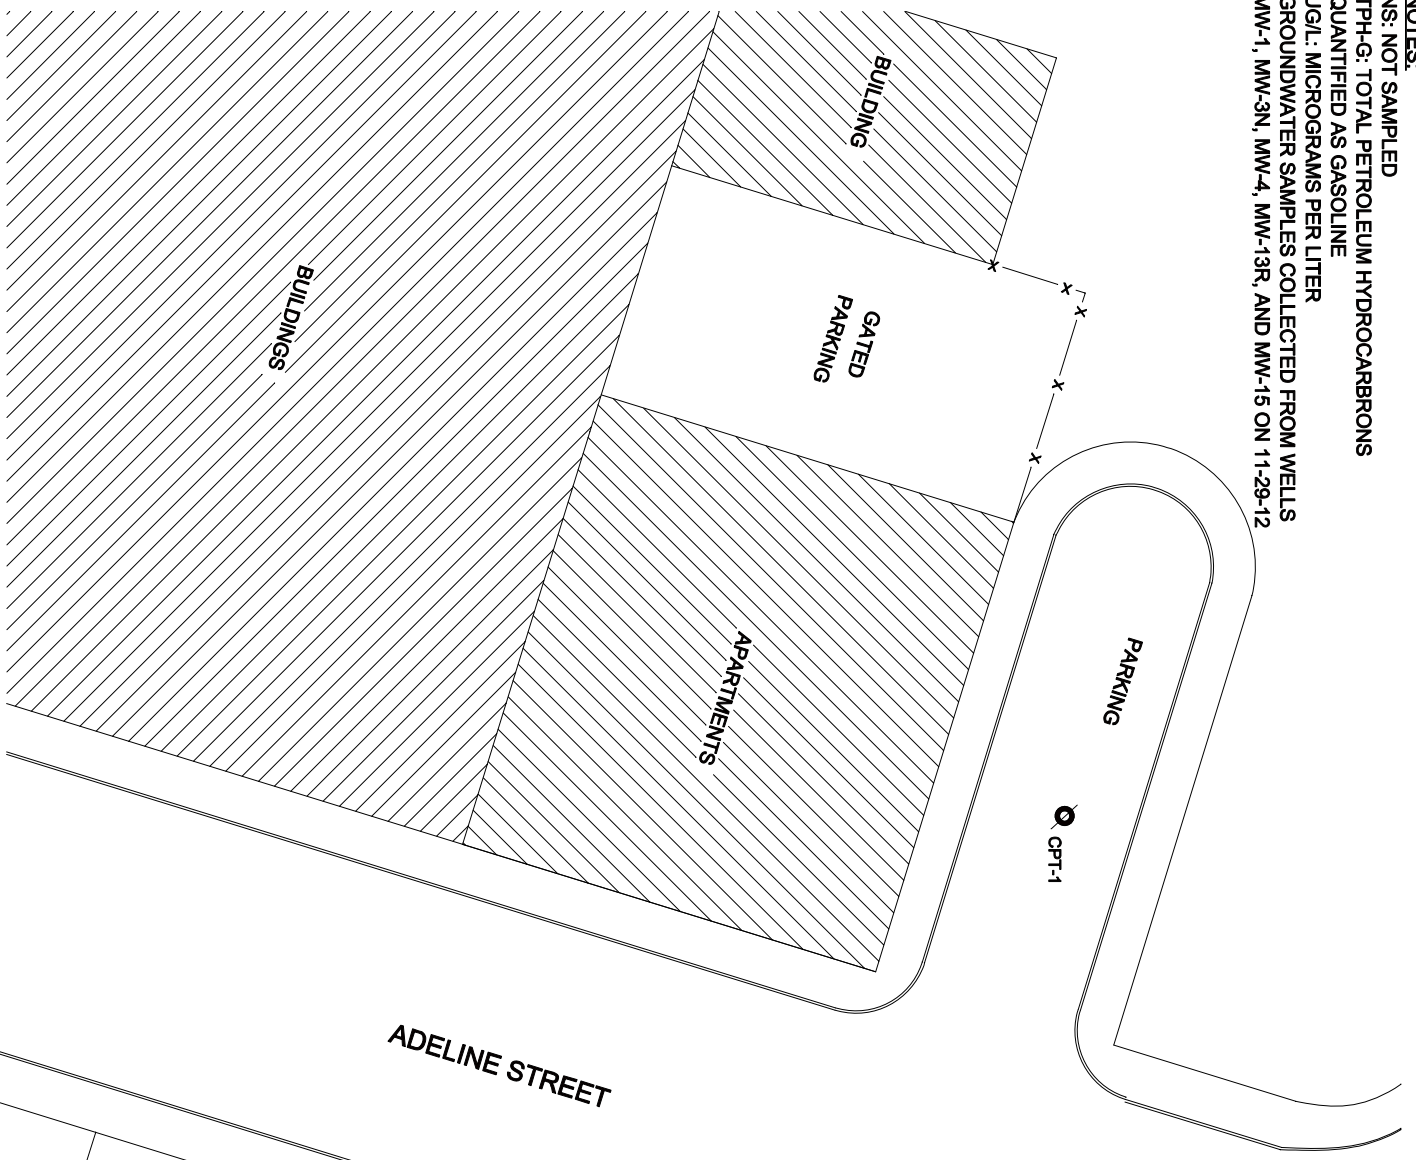 NOTES:
NS: NOT SAMPLED
TPH-G: TOTAL PETROLEUM HYDROCARBRONS
QUANTIFIED AS GASOLINE
UG/L: MICROGRAMS PER LITER
GROUNDWATER SAMPLES COLLECTED FROM WELLS
MW-1, MW-3N, MW-4, MW-13R, AND MW-15 ON 11-29-12
BUILDING
BUILDINGS
GATED
PARKING
PARKING
APARTMENTS
CPT-1
ADELINE STREET